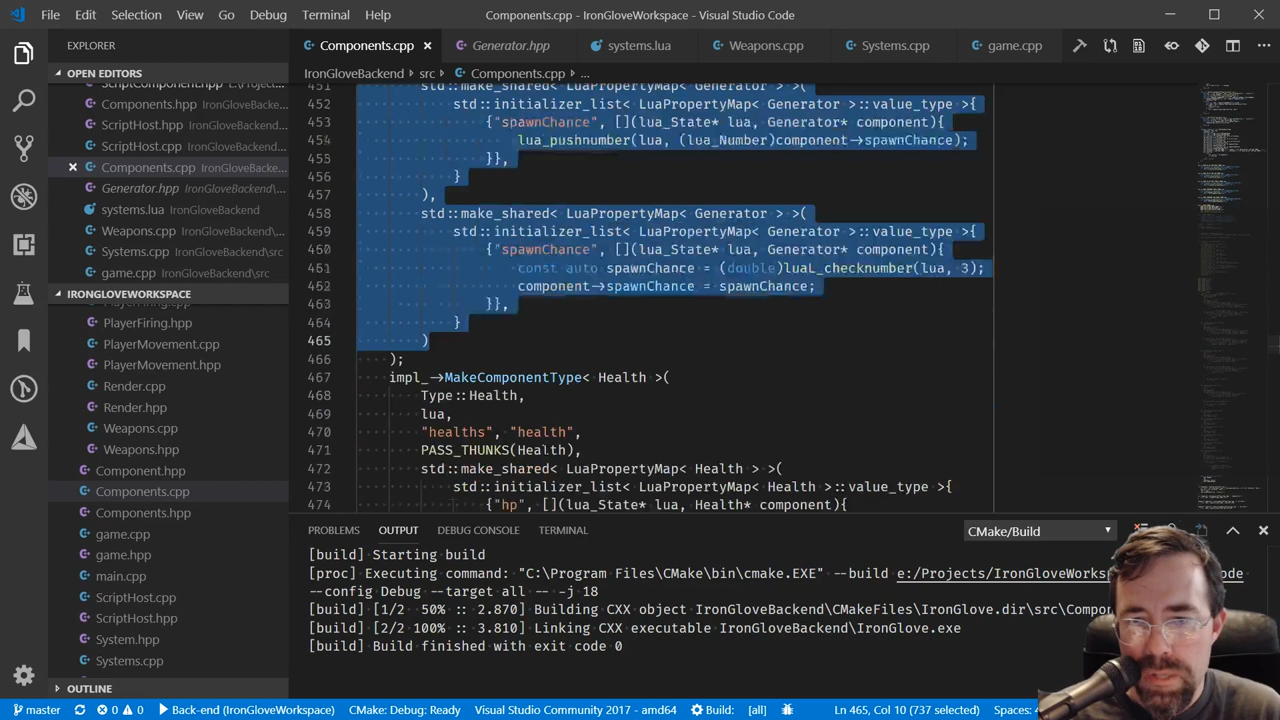 File Edit Selection View Go Debug Terminal Help Components.cpp - IronGloveWorkspace - Visual Studio Code
EXPLORER
OPEN EDITORS
ScriptComponent.cpp
Components.hpp IronGloveBacken...
ScriptHost.hpp IronGloveBackend...
ScriptHost.cpp IronGloveBackend...
Components.cpp IronGloveBacke...
Generator.hpp IronGloveBackend\...
systems.lua IronGloveBackend
Weapons.cpp IronGloveBackend\...
Systems.cpp IronGloveBackend\src
game.cpp IronGloveBackend\src
IRONGLOVEWORKSPACE
PlayerFiring.hpp
PlayerMovement.cpp
PlayerMovement.hpp
Render.cpp
Render.hpp
Weapons.cpp
Weapons.hpp
Component.hpp
Components.cpp
Components.hpp
game.cpp
game.hpp
main.cpp
ScriptHost.cpp
ScriptHost.hpp
System.hpp
Systems.cpp
OUTLINE
Components.cpp Generator.hpp systems.lua Weapons.cpp Systems.cpp game.cpp
IronGloveBackend > src > Components.cpp > ...
451 std::make_shared< LuaPropertyMap< Generator > >(
452 std::initializer_list< LuaPropertyMap< Generator >::value_type >{
453 {"spawnChance", [](lua_State* lua, Generator* component){
454 lua_pushnumber(lua, (lua_Number)component->spawnChance);
455 }},
456 }
457 ),
458 std::make_shared< LuaPropertyMap< Generator > >(
459 std::initializer_list< LuaPropertyMap< Generator >::value_type >{
460 {"spawnChance", [](lua_State* lua, Generator* component){
461 const auto spawnChance = (double)luaL_checknumber(lua, 3);
462 component->spawnChance = spawnChance;
463 }},
464 }
465 )
466 );
467 impl_->MakeComponentType< Health >(
468 Type::Health,
469 lua,
470 "healths", "health",
471 PASS_THUNKS(Health),
472 std::make_shared< LuaPropertyMap< Health > >(
473 std::initializer_list< LuaPropertyMap< Health >::value_type >{
474 {"hp", [](lua_State* lua, Health* component){
PROBLEMS OUTPUT DEBUG CONSOLE TERMINAL CMake/Build
[build] Starting build
[proc] Executing command: "C:\Program Files\CMake\bin\cmake.EXE" --build e:/Projects/IronGloveWorksp
--config Debug --target all -- -j 18
[build] [1/2 50% :: 2.870] Building CXX object IronGloveBackend\CMakeFiles\IronGlove.dir\src\Compon
[build] [2/2 100% :: 3.810] Linking CXX executable IronGloveBackend\IronGlove.exe
[build] Build finished with exit code 0
master 0 0 Back-end (IronGloveWorkspace) CMake: Debug: Ready Visual Studio Community 2017 - amd64 Build: [all] Ln 465, Col 10 (737 selected) Spaces: